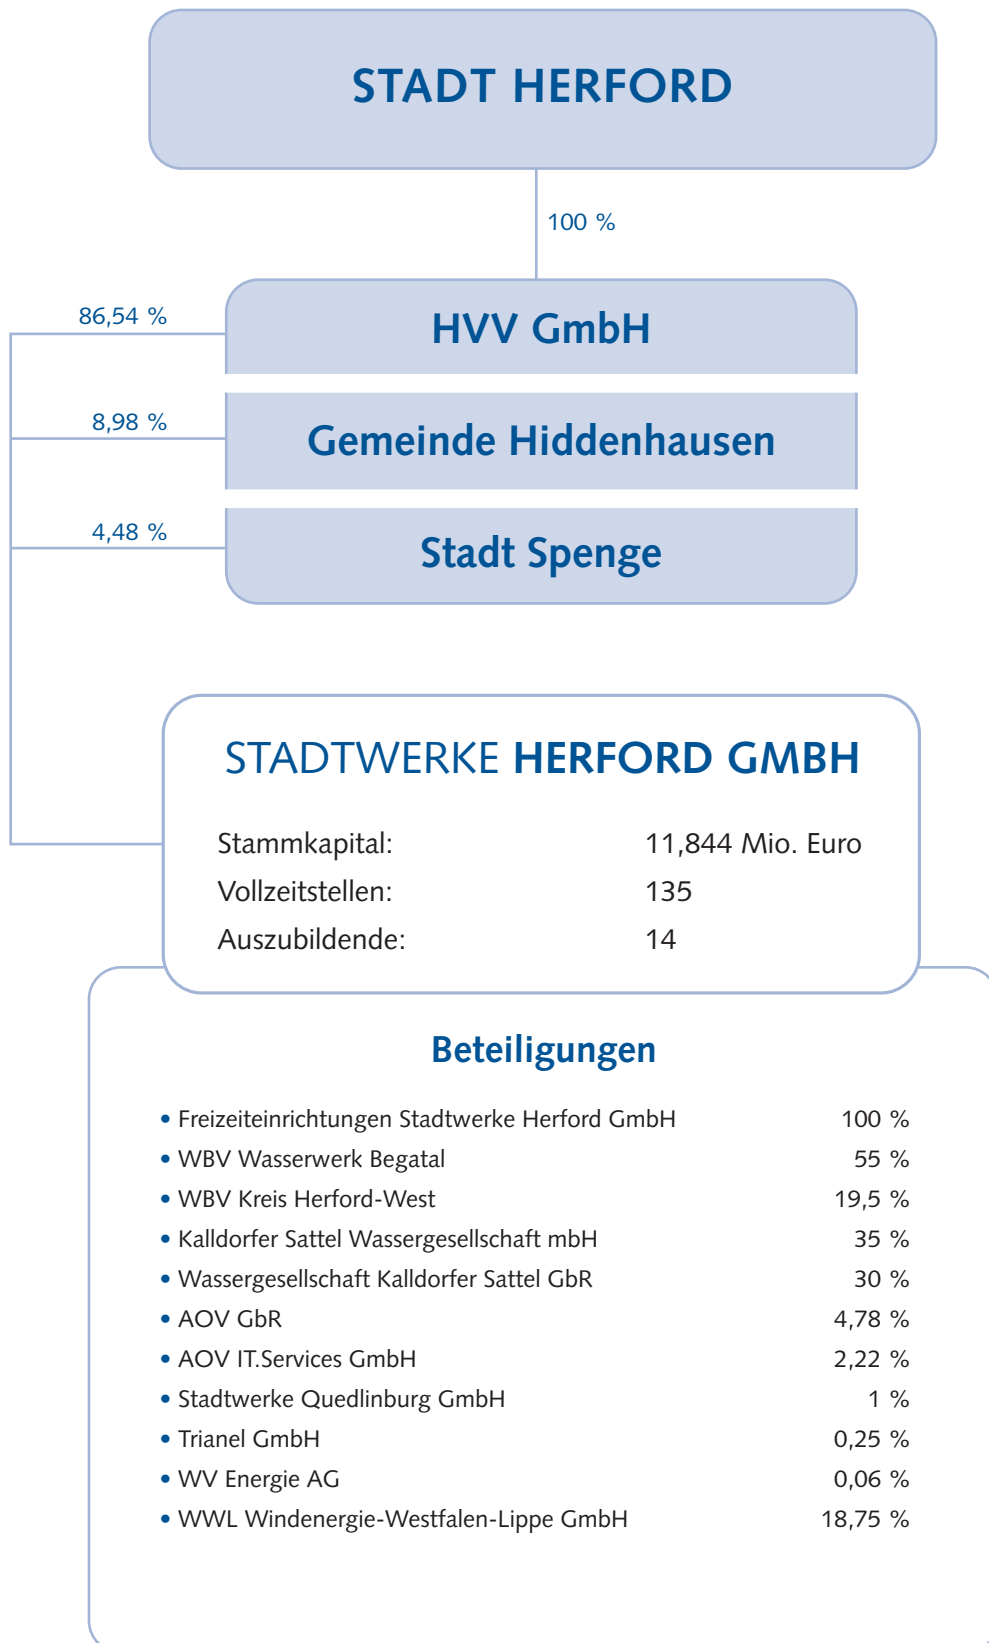 STADT HERFORD
100 %
86,54 %
HVV GmbH
8,98 %
Gemeinde Hiddenhausen
4,48 %
Stadt Spenge
STADTWERKE HERFORD GMBH
Stammkapital: 11,844 Mio. Euro
Vollzeitstellen: 135
Auszubildende: 14
Beteiligungen
• Freizeiteinrichtungen Stadtwerke Herford GmbH 100 %
• WBV Wasserwerk Begatal 55 %
• WBV Kreis Herford-West 19,5 %
• Kalldorfer Sattel Wassergesellschaft mbH 35 %
• Wassergesellschaft Kalldorfer Sattel GbR 30 %
• AOV GbR 4,78 %
• AOV IT.Services GmbH 2,22 %
• Stadtwerke Quedlinburg GmbH 1 %
• Trianel GmbH 0,25 %
• WV Energie AG 0,06 %
• WWL Windenergie-Westfalen-Lippe GmbH 18,75 %